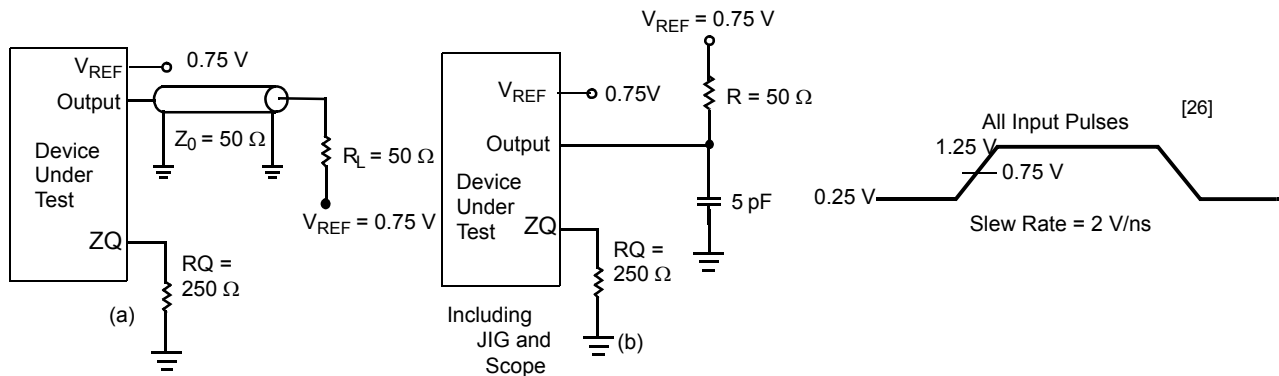 V_REF 0.75 V
Output
Z_0 = 50 Ω
Device
Under
Test
R_L = 50 Ω
V_REF = 0.75 V
ZQ
RQ =
250 Ω
(a)
V_REF = 0.75 V
V_REF 0.75V
R = 50 Ω
Output
Device
Under
Test
5 pF
ZQ
RQ =
250 Ω
Including
JIG and
Scope
(b)
[26]
All Input Pulses
1.25 V
0.75 V
0.25 V
Slew Rate = 2 V/ns